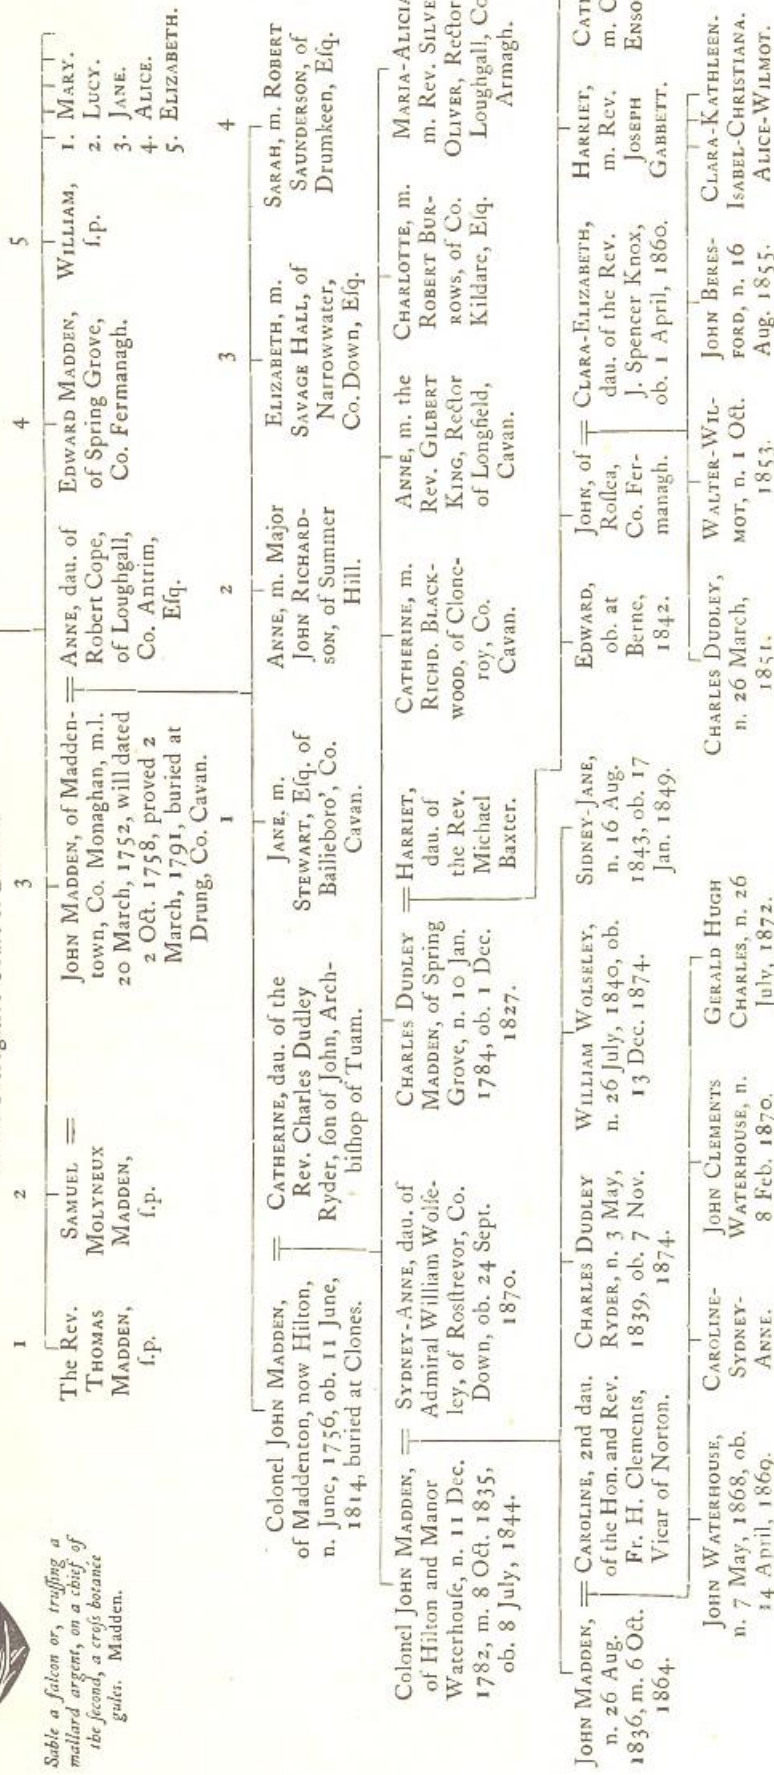 Sable a falcon or, truſſing a
mallard argent, on a chief of
the ſecond, a croſs botance
gules. Madden.
1
The Rev.
THOMAS
MADDEN,
ſ.p.
2
SAMUEL =
MOLYNEUX
MADDEN,
ſ.p.
3
JOHN MADDEN, of Madden-
town, Co. Monaghan, m.l.
20 March, 1752, will dated
2 Oct. 1758, proved 2
March, 1791, buried at
Drung, Co. Cavan.
= ANNE, dau. of
Robert Cope,
of Loughgall,
Co. Antrim,
Eſq.
4
EDWARD MADDEN,
of Spring Grove,
Co. Fermanagh.
5
WILLIAM,
ſ.p.
1. MARY.
2. LUCY.
3. JANE.
4. ALICE.
5. ELIZABETH.
Colonel JOHN MADDEN,
of Maddenton, now Hilton,
n. June, 1756, ob. 11 June,
1814, buried at Clones.
= CATHERINE, dau. of the
Rev. Charles Dudley
Ryder, ſon of John, Arch-
biſhop of Tuam.
1
JANE, m.
STEWART, Eſq. of
Bailieboro', Co.
Cavan.
2
ANNE, m. Major
JOHN RICHARD-
SON, of Summer
Hill.
3
ELIZABETH, m.
SAVAGE HALL, of
Narrowwater,
Co. Down, Eſq.
4
SARAH, m. ROBERT
SAUNDERSON, of
Drumkeen, Eſq.
Colonel JOHN MADDEN,
of Hilton and Manor
Waterhouſe, n. 11 Dec.
1782, m. 8 Oct. 1835,
ob. 8 July, 1844.
= SYDNEY-ANNE, dau. of
Admiral William Wolſe-
ley, of Roſtrevor, Co.
Down, ob. 24 Sept.
1870.
CHARLES DUDLEY
MADDEN, of Spring
Grove, n. 10 Jan.
1784, ob. 1 Dec.
1827.
= HARRIET,
dau. of
the Rev.
Michael
Baxter.
CATHERINE, m.
RICHD. BLACK-
WOOD, of Clone-
roy, Co.
Cavan.
ANNE, m. the
Rev. GILBERT
KING, Rector
of Longfield,
Cavan.
CHARLOTTE, m.
ROBERT BUR-
ROWS, of Co.
Kildare, Eſq.
MARIA-ALICIA
m. Rev.
OLIVER, Rector
Loughgall, Co
Armagh.
JOHN MADDEN,
n. 26 Aug.
1836, m. 6 Oct.
1864.
= CAROLINE, 2nd dau.
of the Hon. and Rev.
Fr. H. Clements,
Vicar of Norton.
CHARLES DUDLEY
RYDER, n. 3 May,
1839, ob. 7 Nov.
1874.
WILLIAM WOLSELEY,
n. 26 July, 1840, ob.
13 Dec. 1874.
SIDNEY-JANE,
n. 16 Aug.
1843, ob. 17
Jan. 1849.
EDWARD,
ob. at
Berne,
1842.
JOHN, of
Roſlea,
Co. Fer-
managh.
= CLARA-ELIZABETH,
dau. of the Rev.
J. Spencer Knox,
ob. 1 April, 1860.
HARRIET,
m. Rev.
JOSEPH
GABBETT.
m. C
JOHN WATERHOUSE,
n. 7 May, 1868, ob.
14 April, 1869.
CAROLINE-
SYDNEY-
ANNE.
JOHN CLEMENTS
WATERHOUSE, n.
8 Feb. 1870.
GERALD HUGH
CHARLES, n. 26
July, 1872.
CHARLES DUDLEY,
n. 26 March,
1851.
WALTER-WIL-
MOT, n. 1 Oct.
1853.
JOHN BERES-
FORD, n. 16
Aug. 1855.
CLARA-KATHLEEN.
ISABEL-CHRISTIANA.
ALICE-WILMOT.